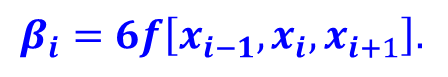 βᵢ = 6f[xᵢ₋₁, xᵢ, xᵢ₊₁].